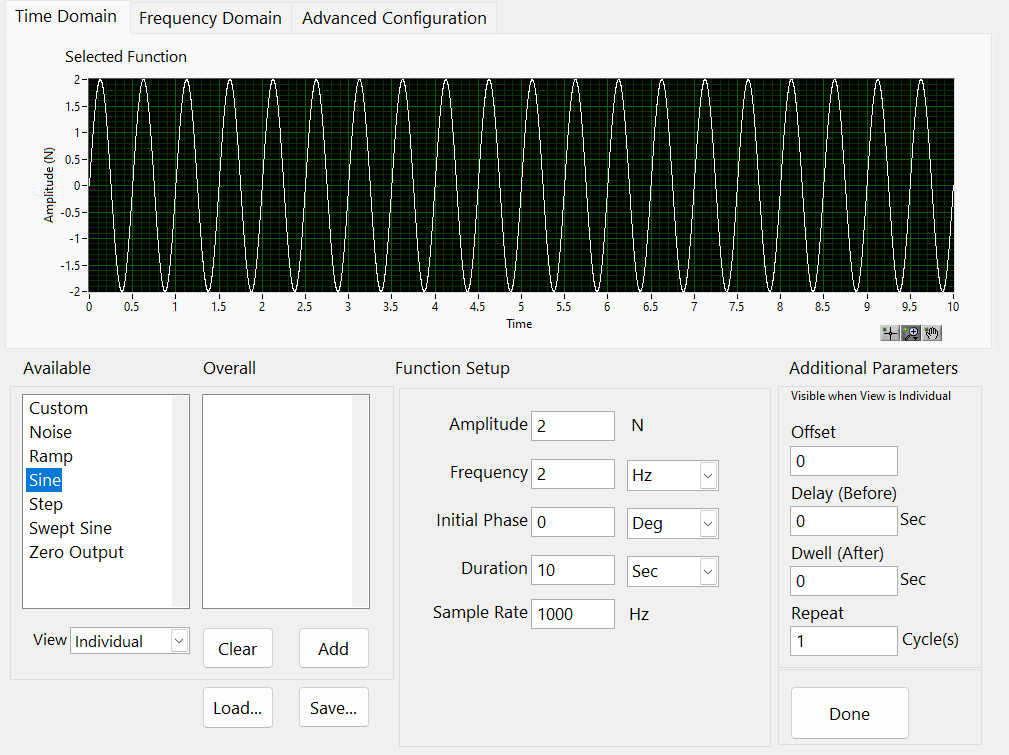 Time Domain Frequency Domain Advanced Configuration
Selected Function
2
1.5
1
0.5
0
-0.5
-1
-1.5
-2
Amplitude (N)
0 0.5 1 1.5 2 2.5 3 3.5 4 4.5 5 5.5 6 6.5 7 7.5 8 8.5 9 9.5 10
Time
Available Overall Function Setup Additional Parameters
Visible when View is Individual
Custom
Noise
Ramp
Sine
Step
Swept Sine
Zero Output
View Individual
Clear Add
Load... Save...
Amplitude 2 N
Frequency 2 Hz
Initial Phase 0 Deg
Duration 10 Sec
Sample Rate 1000 Hz
Offset
0
Delay (Before)
0 Sec
Dwell (After)
0 Sec
Repeat
1 Cycle(s)
Done